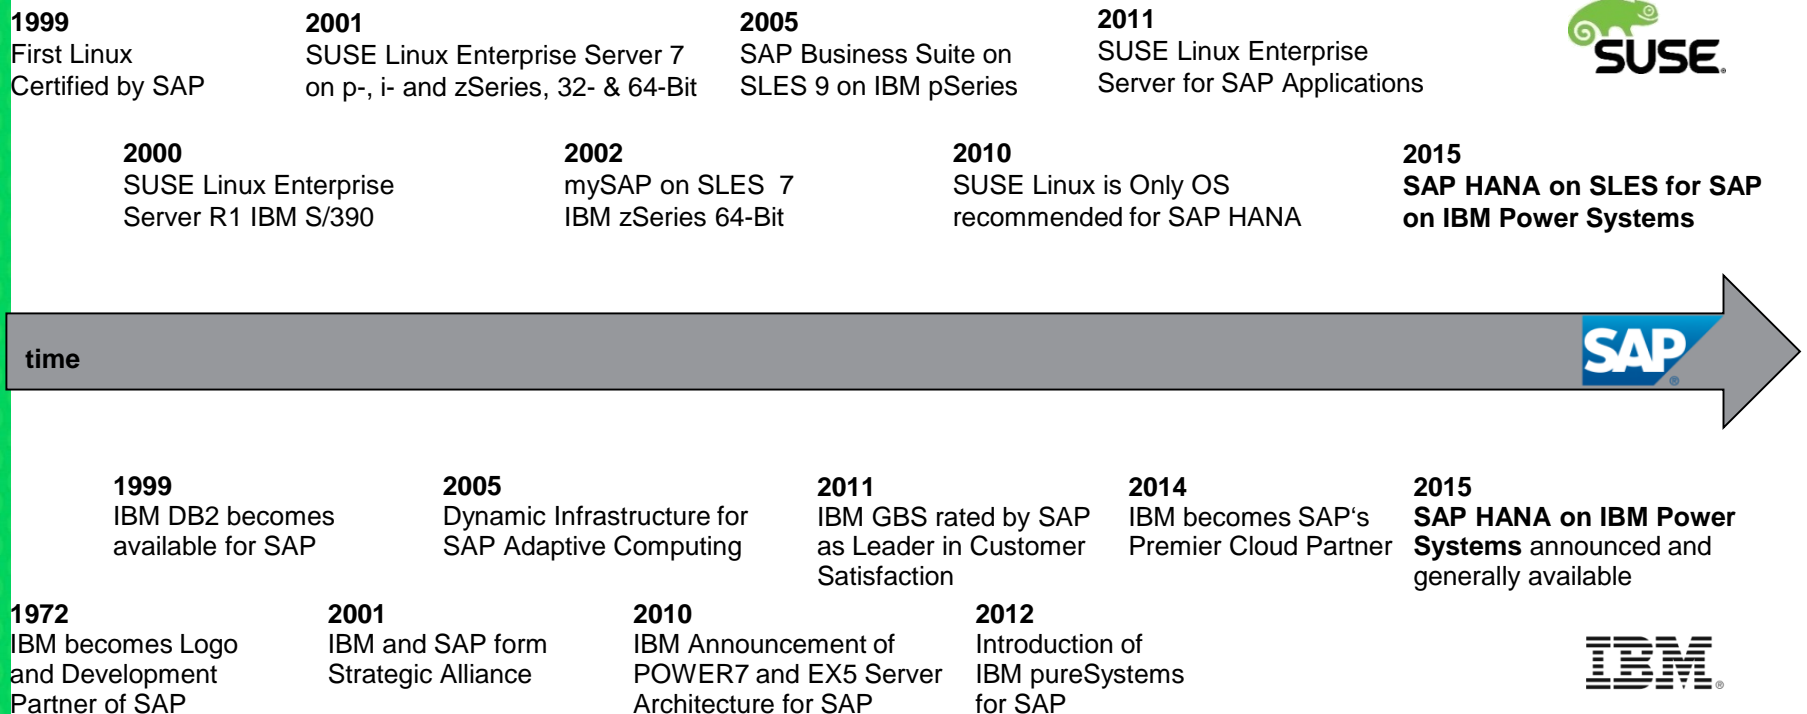 1999
First Linux
Certified by SAP
2001
SUSE Linux Enterprise Server 7
on p-, i- and zSeries, 32- & 64-Bit
2005
SAP Business Suite on
SLES 9 on IBM pSeries
2011
SUSE Linux Enterprise
Server for SAP Applications
SUSE®
2000
SUSE Linux Enterprise
Server R1 IBM S/390
2002
mySAP on SLES 7
IBM zSeries 64-Bit
2010
SUSE Linux is Only OS
recommended for SAP HANA
2015
SAP HANA on SLES for SAP
on IBM Power Systems
time
SAP®
1999
IBM DB2 becomes
available for SAP
2005
Dynamic Infrastructure for
SAP Adaptive Computing
2011
IBM GBS rated by SAP
as Leader in Customer
Satisfaction
2014
IBM becomes SAP‘s
Premier Cloud Partner
2015
SAP HANA on IBM Power
Systems announced and
generally available
1972
IBM becomes Logo
and Development
Partner of SAP
2001
IBM and SAP form
Strategic Alliance
2010
IBM Announcement of
POWER7 and EX5 Server
Architecture for SAP
2012
Introduction of
IBM pureSystems
for SAP
IBM®